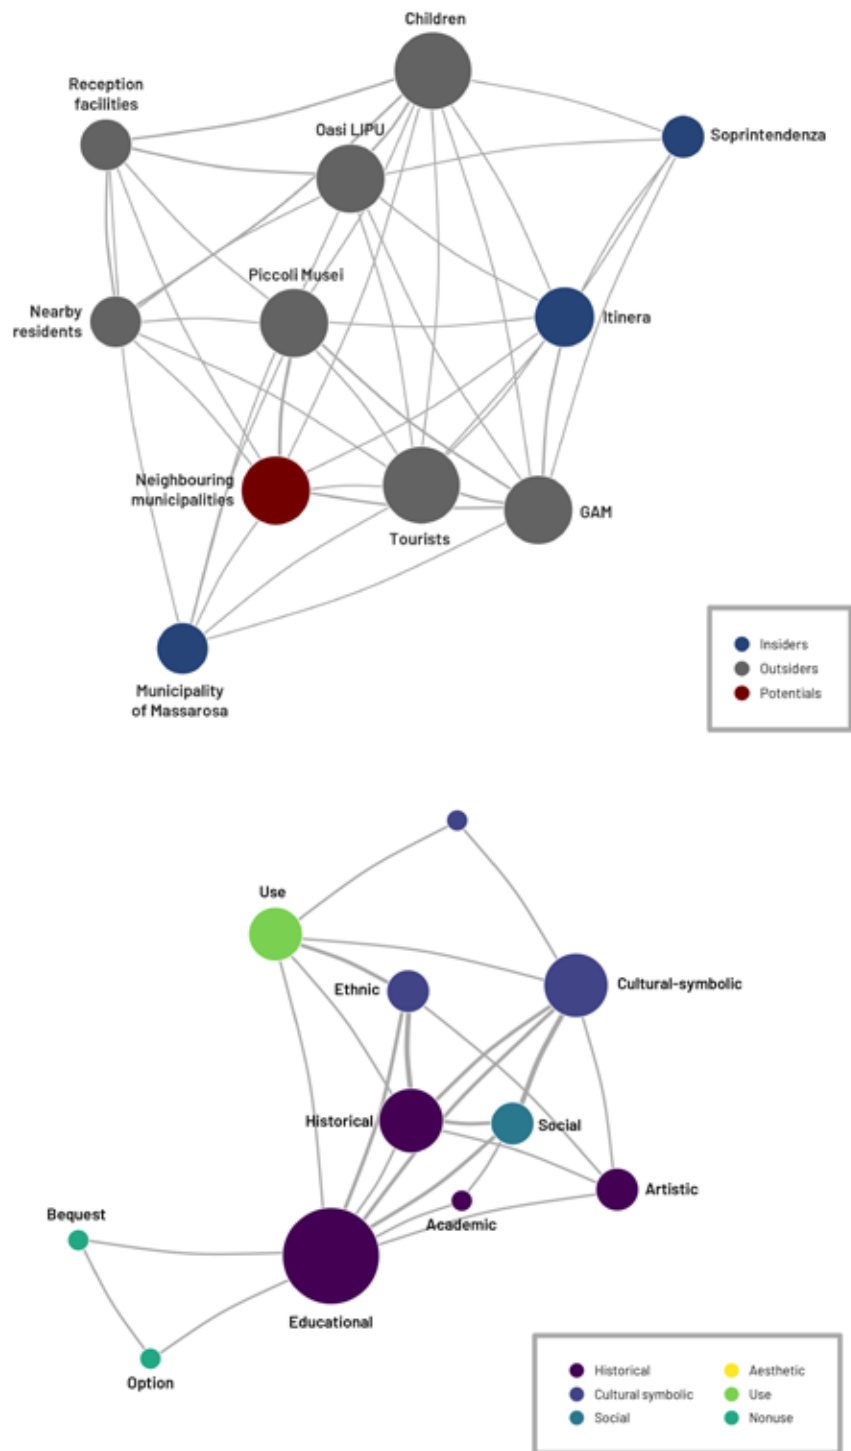 Children
Reception
facilities
Oasi LIPU
Soprintendenza
Piccoli Musei
Nearby
residents
Itinera
Neighbouring
municipalities
Tourists
GAM
Municipality
of Massarosa
Insiders
Outsiders
Potentials
Use
Ethnic
Cultural-symbolic
Historical
Social
Artistic
Academic
Bequest
Educational
Option
Historical
Cultural symbolic
Social
Aesthetic
Use
Nonuse